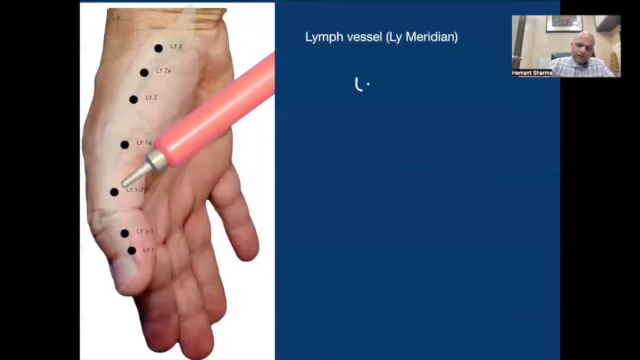 Lymph vessel (Ly Meridian)
LY 3
LY 2a
LY 2
LY 1a
LY 1-2
LY 1-1
LY 1
Hemant Sharma